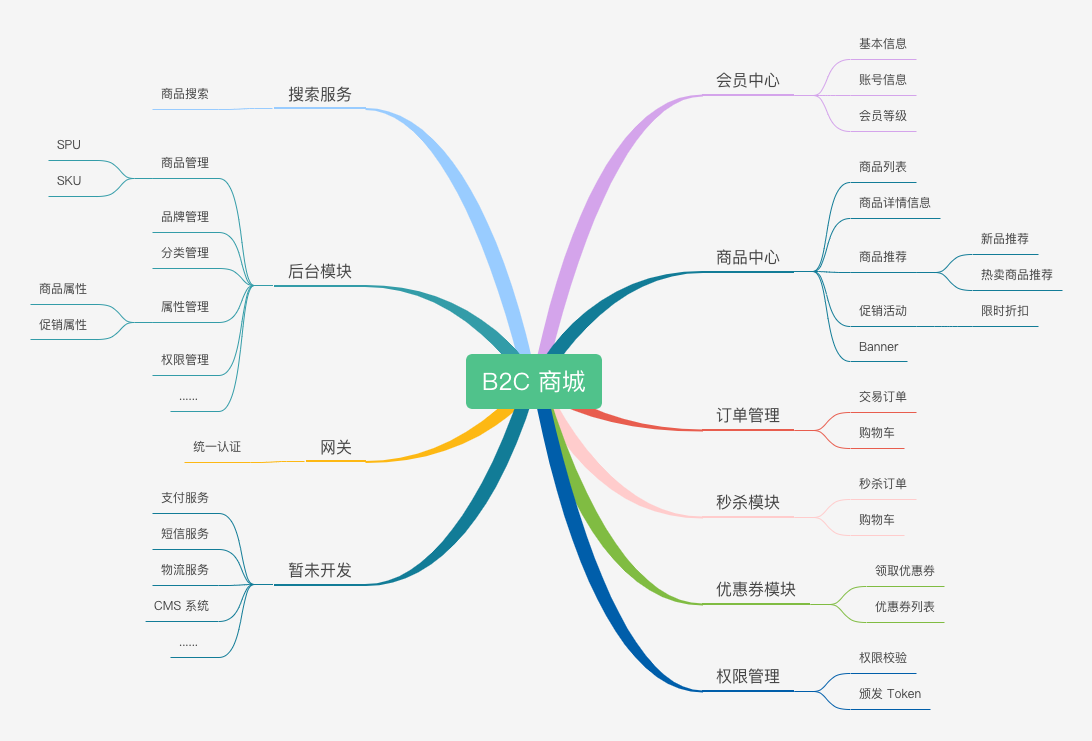 B2C 商城
搜索服务
商品搜索
后台模块
商品管理
SPU
SKU
品牌管理
分类管理
属性管理
商品属性
促销属性
权限管理
......
网关
统一认证
暂未开发
支付服务
短信服务
物流服务
CMS 系统
......
会员中心
基本信息
账号信息
会员等级
商品中心
商品列表
商品详情信息
商品推荐
新品推荐
热卖商品推荐
促销活动
限时折扣
Banner
订单管理
交易订单
购物车
秒杀模块
秒杀订单
购物车
优惠券模块
领取优惠券
优惠券列表
权限管理
权限校验
颁发 Token